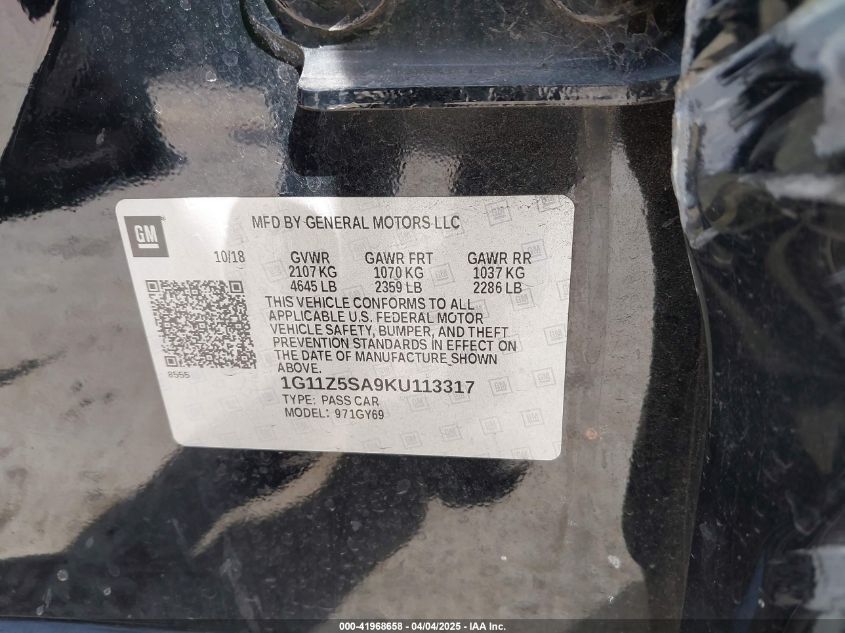 GM
MFD BY GENERAL MOTORS LLC
10/18 GVWR GAWR FRT GAWR RR
2107 KG 1070 KG 1037 KG
4645 LB 2359 LB 2286 LB
THIS VEHICLE CONFORMS TO ALL
APPLICABLE U.S. FEDERAL MOTOR
VEHICLE SAFETY, BUMPER, AND THEFT
PREVENTION STANDARDS IN EFFECT ON
THE DATE OF MANUFACTURE SHOWN
ABOVE.
8555
1G11Z5SA9KU113317
TYPE: PASS CAR
MODEL: 971GY69
000-41968658 - 04/04/2025 - IAA Inc.